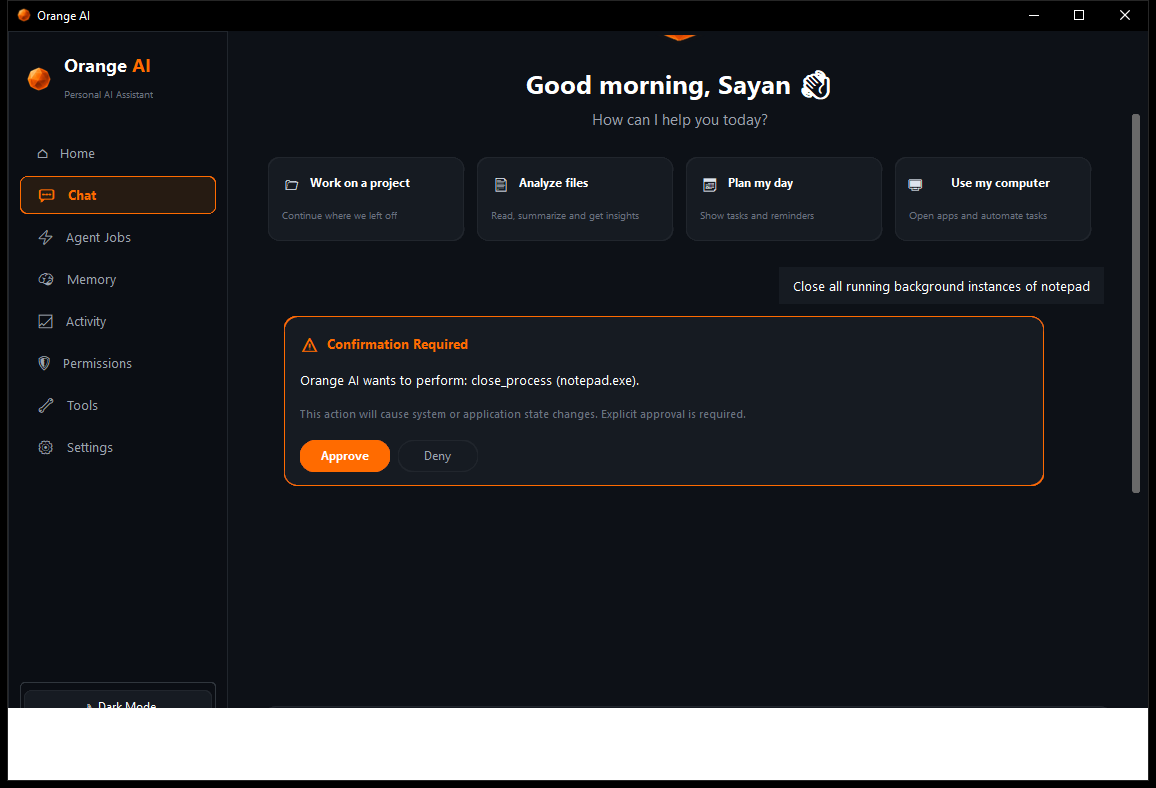 Orange AI
Orange AI
Personal AI Assistant
Home
Chat
Agent Jobs
Memory
Activity
Permissions
Tools
Settings
Dark Mode
Good morning, Sayan
How can I help you today?
Work on a project
Continue where we left off
Analyze files
Read, summarize and get insights
Plan my day
Show tasks and reminders
Use my computer
Open apps and automate tasks
Close all running background instances of notepad
Confirmation Required
Orange AI wants to perform: close_process (notepad.exe).
This action will cause system or application state changes. Explicit approval is required.
Approve
Deny